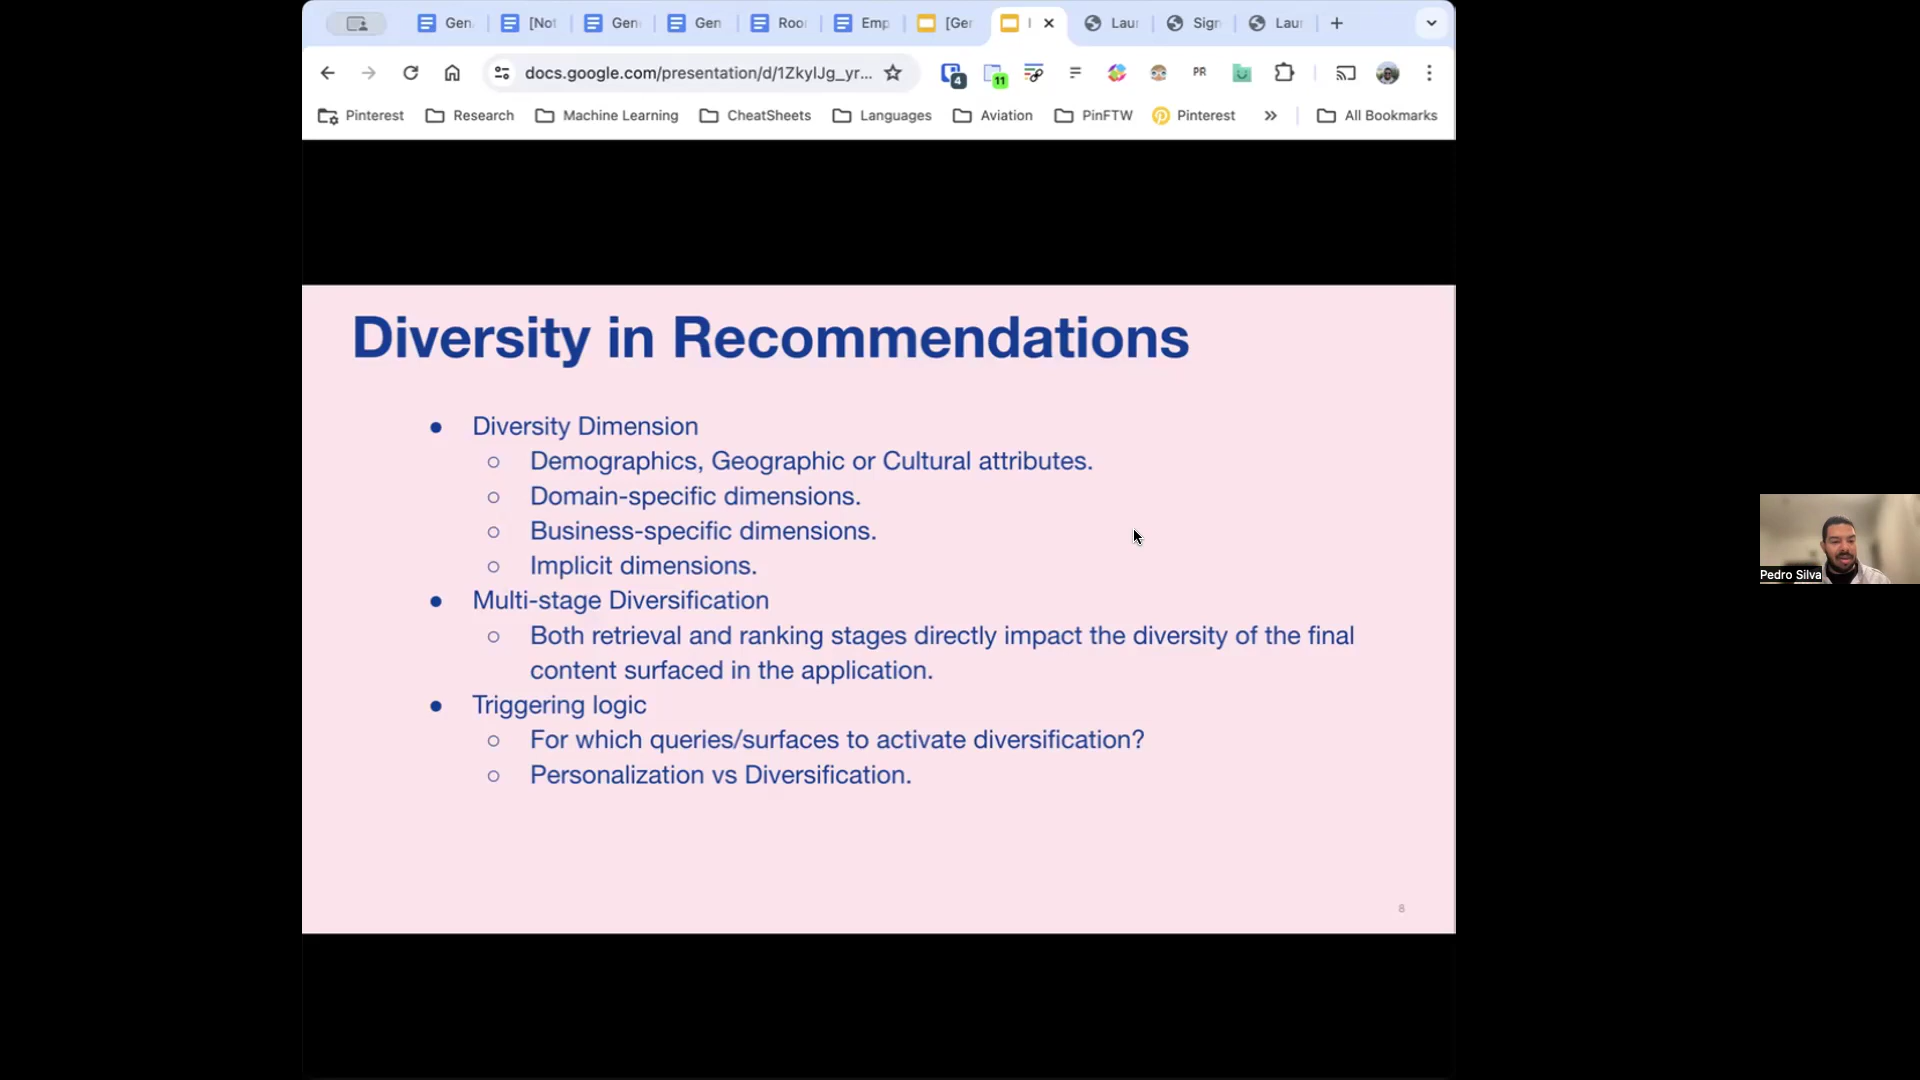 Gen
[Not
Gen
Gen
Roo
Emp
[Ger
Lau
Sign
Lau
docs.google.com/presentation/d/1ZkylJg_yr...
4
11
PR
Pinterest
Research
Machine Learning
CheatSheets
Languages
Aviation
PinFTW
Pinterest
All Bookmarks
Diversity in Recommendations
● Diversity Dimension
○ Demographics, Geographic or Cultural attributes.
○ Domain-specific dimensions.
○ Business-specific dimensions.
○ Implicit dimensions.
● Multi-stage Diversification
○ Both retrieval and ranking stages directly impact the diversity of the final
content surfaced in the application.
● Triggering logic
○ For which queries/surfaces to activate diversification?
○ Personalization vs Diversification.
8
Pedro Silva